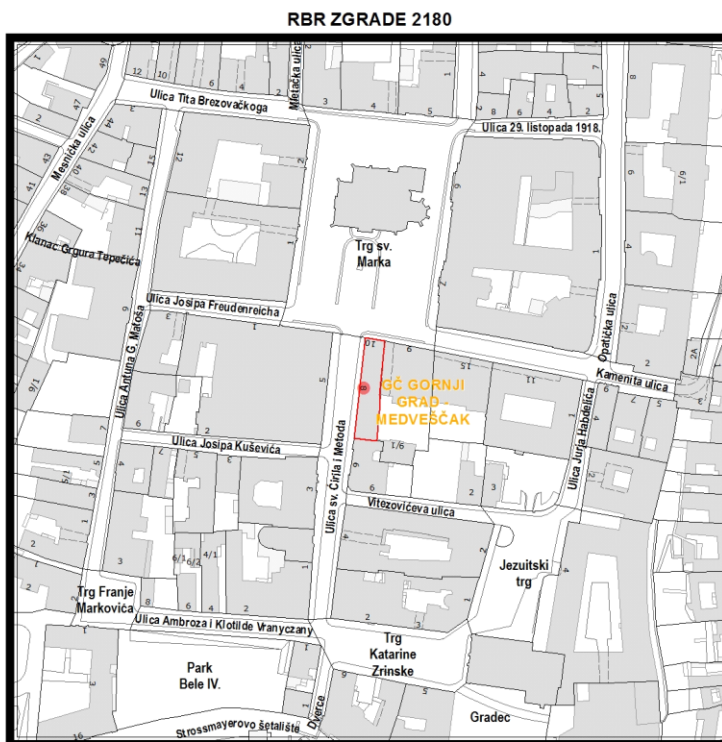 RBR ZGRADE 2180
Mletačka ulica
Ulica Tita Brezovačkoga
Ulica 29. listopada 1918.
Mesnička ulica
Trg sv.
Marka
Klanac Grgura Tepečića
Ulica Josipa Freudenreicha
Opatička ulica
Kamenita ulica
Ulica Antuna G. Matoša
GČ GORNJI
GRAD -
MEDVEŠČAK
Ulica Josipa Kuševića
Ulica sv. Ćirila i Metoda
Ulica Jurja Habdelića
Vitezovićeva ulica
Jezuitski
trg
Trg Franje
Markovića
Ulica Ambroza i Klotilde Vranyczany
Trg
Katarine
Zrinske
Park
Bele IV.
Dverce
Gradec
Strossmayerovo šetalište